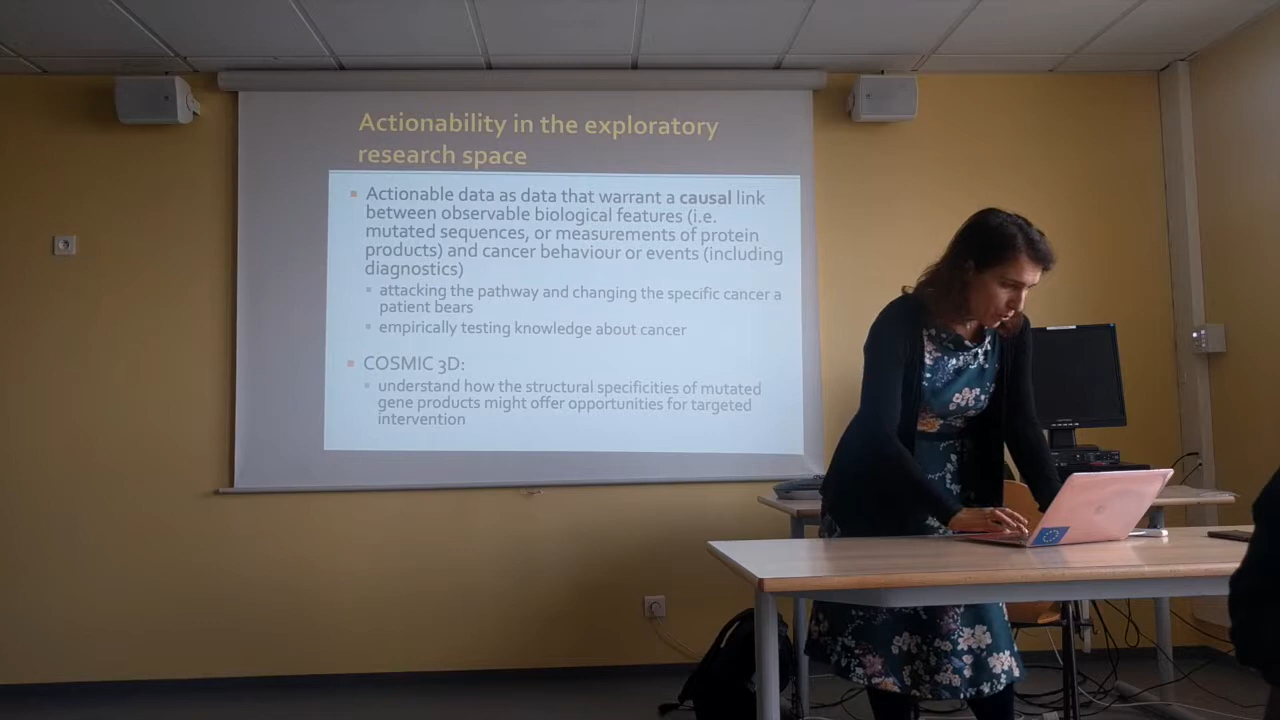 Actionability in the exploratory
research space
Actionable data as data that warrant a causal link
between observable biological features (i.e.
mutated sequences, or measurements of protein
products) and cancer behaviour or events (including
diagnostics)
attacking the pathway and changing the specific cancer a
patient bears
empirically testing knowledge about cancer
COSMIC 3D:
understand how the structural specificities of mutated
gene products might offer opportunities for targeted
intervention